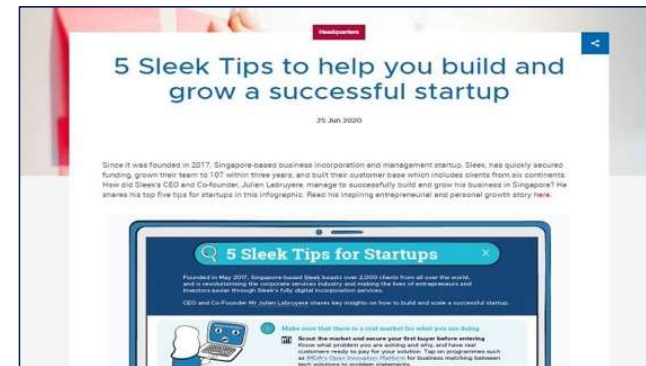 Headquarters
5 Sleek Tips to help you build and
grow a successful startup
25 Jun 2020
Since it was founded in 2017, Singapore-based business incorporation and management startup, Sleek, has quickly secured
funding, grown their team to 107 within three years, and built their customer base which includes clients from six continents.
How did Sleek's CEO and Co-founder, Julien Labruyere, manage to successfully build and grow his business in Singapore? He
shares his top five tips for startups in this infographic. Read his inspiring entrepreneurial and personal growth story here.
5 Sleek Tips for Startups
Founded in May 2017, Singapore-based Sleek boasts over 2,000 clients from all over the world,
and is revolutionising the corporate services industry and making the lives of entrepreneurs and
investors easier through Sleek's fully digital incorporation services.
CEO and Co-Founder Mr Julien Labruyere shares key insights on how to build and scale a successful startup.
1 Make sure that there is a real market for what you are doing
Scout the market and secure your first buyer before entering
Know what problem you are solving and why, and have real
customers ready to pay for your solution. Tap on programmes such
as IMDA's Open Innovation Platform for business matching between
tech solutions to problem statements.